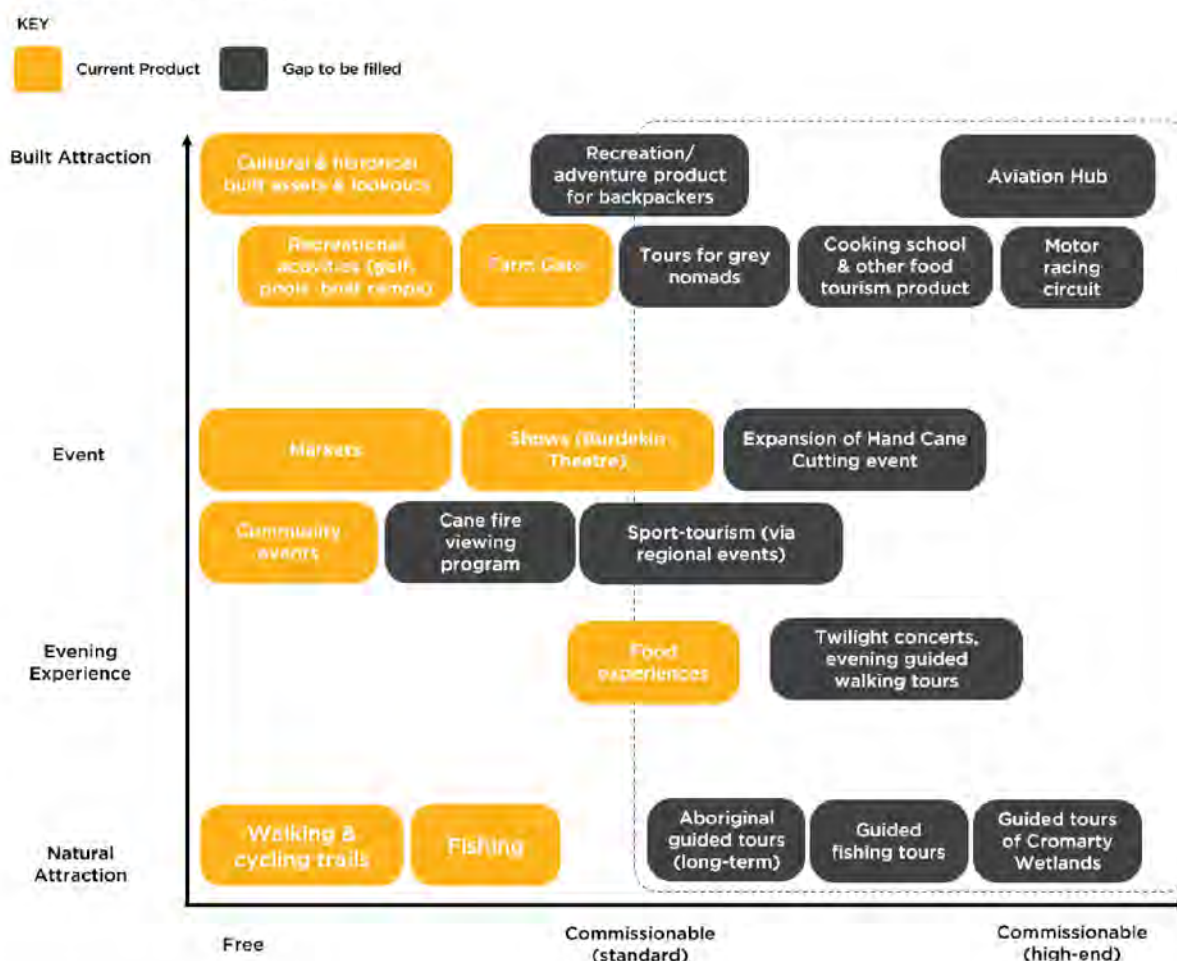 KEY
Current Product
Gap to be filled
Built Attraction
Cultural & historical
built assets & lookouts
Recreation/
adventure product
for backpackers
Aviation Hub
Recreational
activities (golf,
pools, boat ramps)
Farm Gate
Tours for grey
nomads
Cooking school
& other food
tourism product
Motor
racing
circuit
Event
Markets
Shows (Burdekin
Theatre)
Expansion of Hand Cane
Cutting event
Community
events
Cane fire
viewing
program
Sport-tourism (via
regional events)
Evening
Experience
Food
experiences
Twilight concerts,
evening guided
walking tours
Natural
Attraction
Walking &
cycling trails
Fishing
Aboriginal
guided tours
(long-term)
Guided
fishing tours
Guided tours
of Cromarty
Wetlands
Free
Commissionable
(standard)
Commissionable
(high-end)